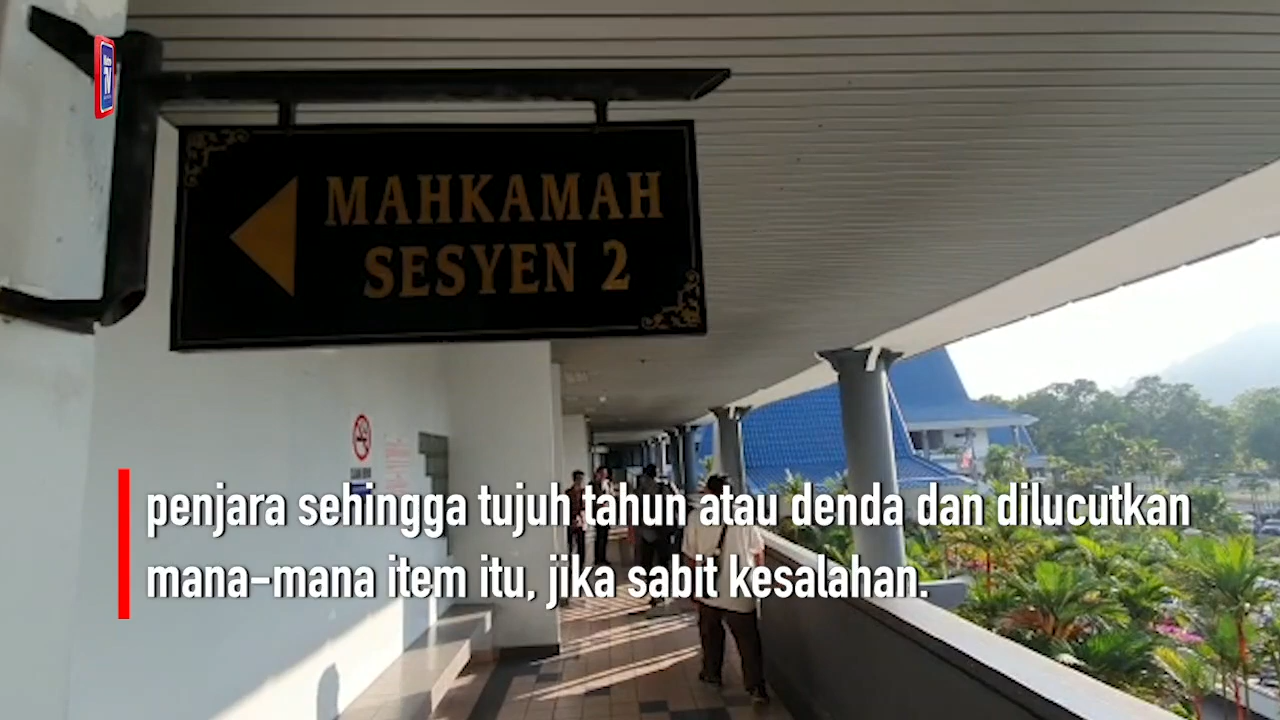 MAHKAMAH
SESYEN 2
penjara sehingga tujuh tahun atau denda dan dilucutkan
mana-mana item itu, jika sabit kesalahan.